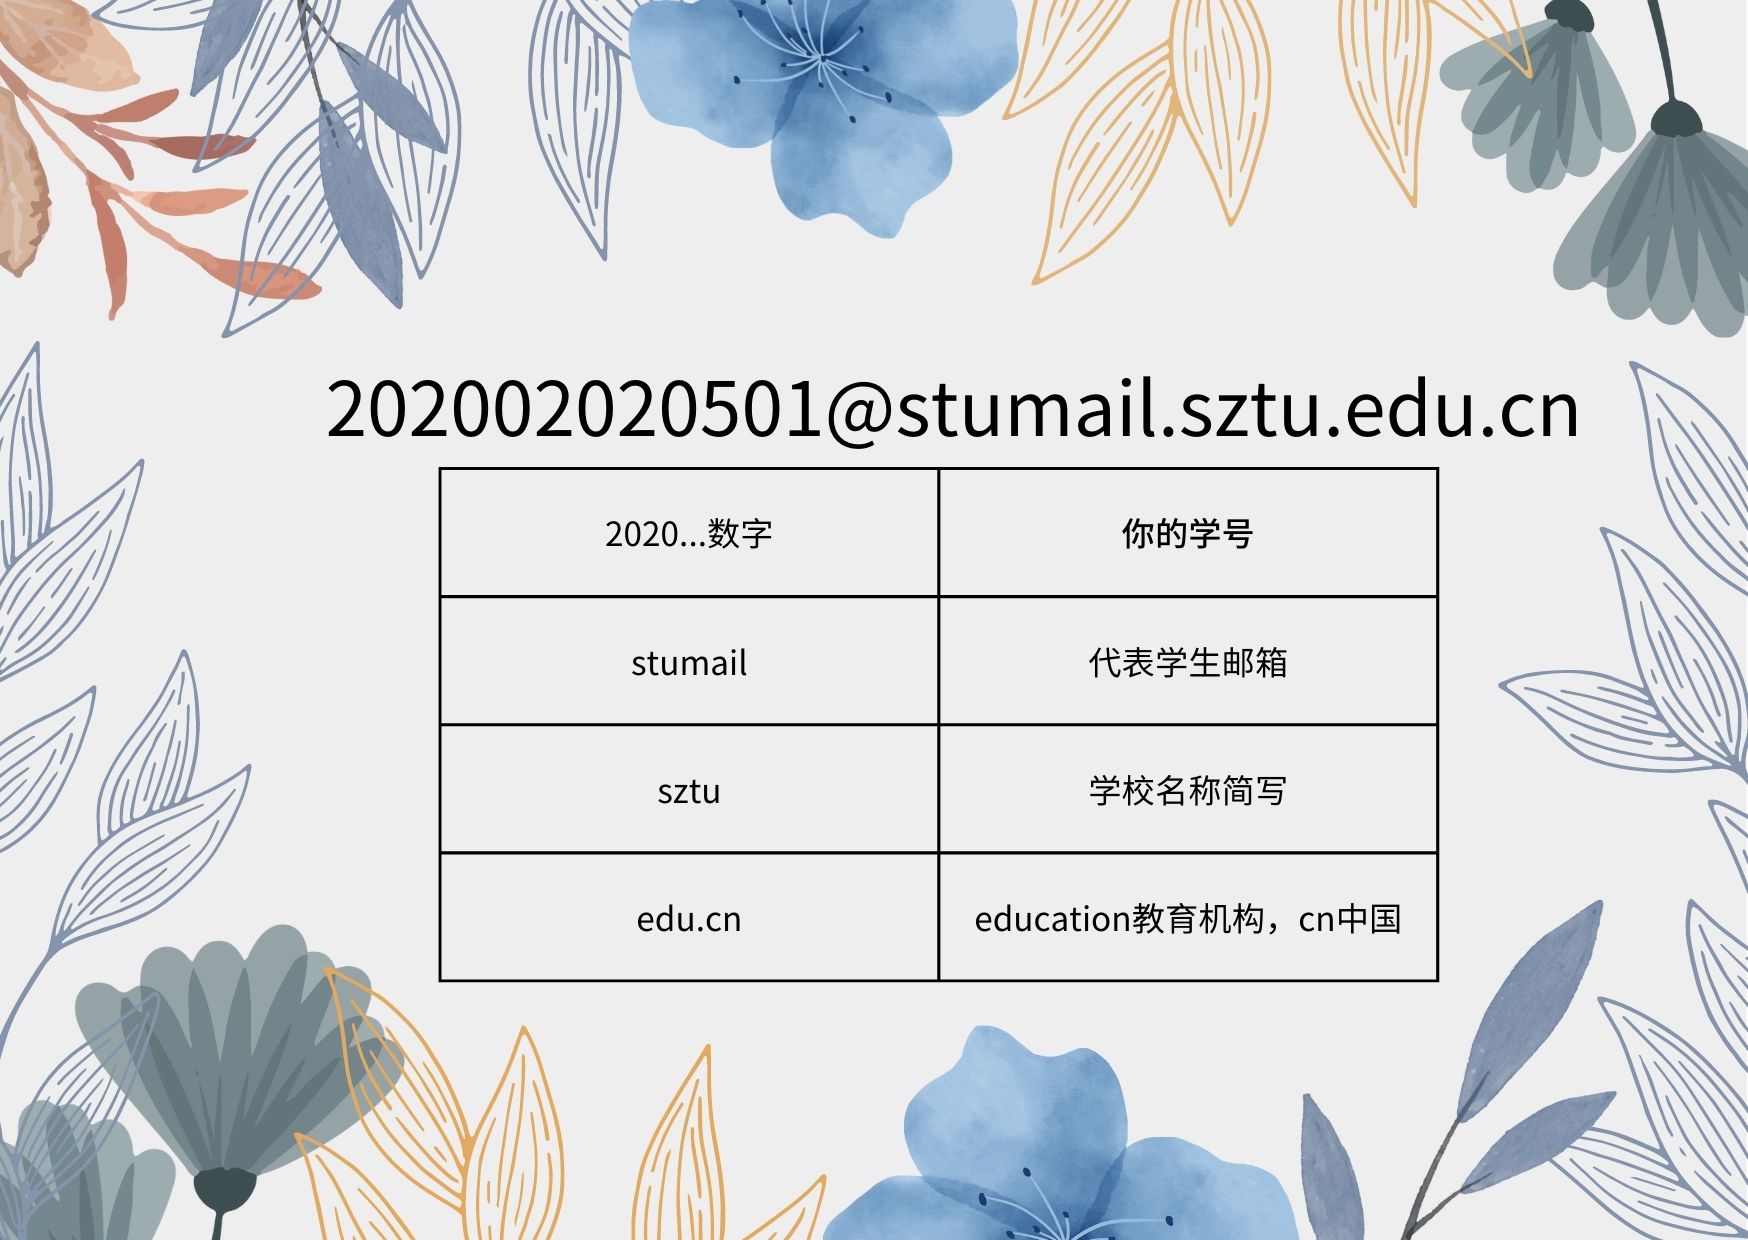 202002020501@stumail.sztu.edu.cn
2020...数字 你的学号
stumail 代表学生邮箱
sztu 学校名称简写
edu.cn education教育机构，cn中国